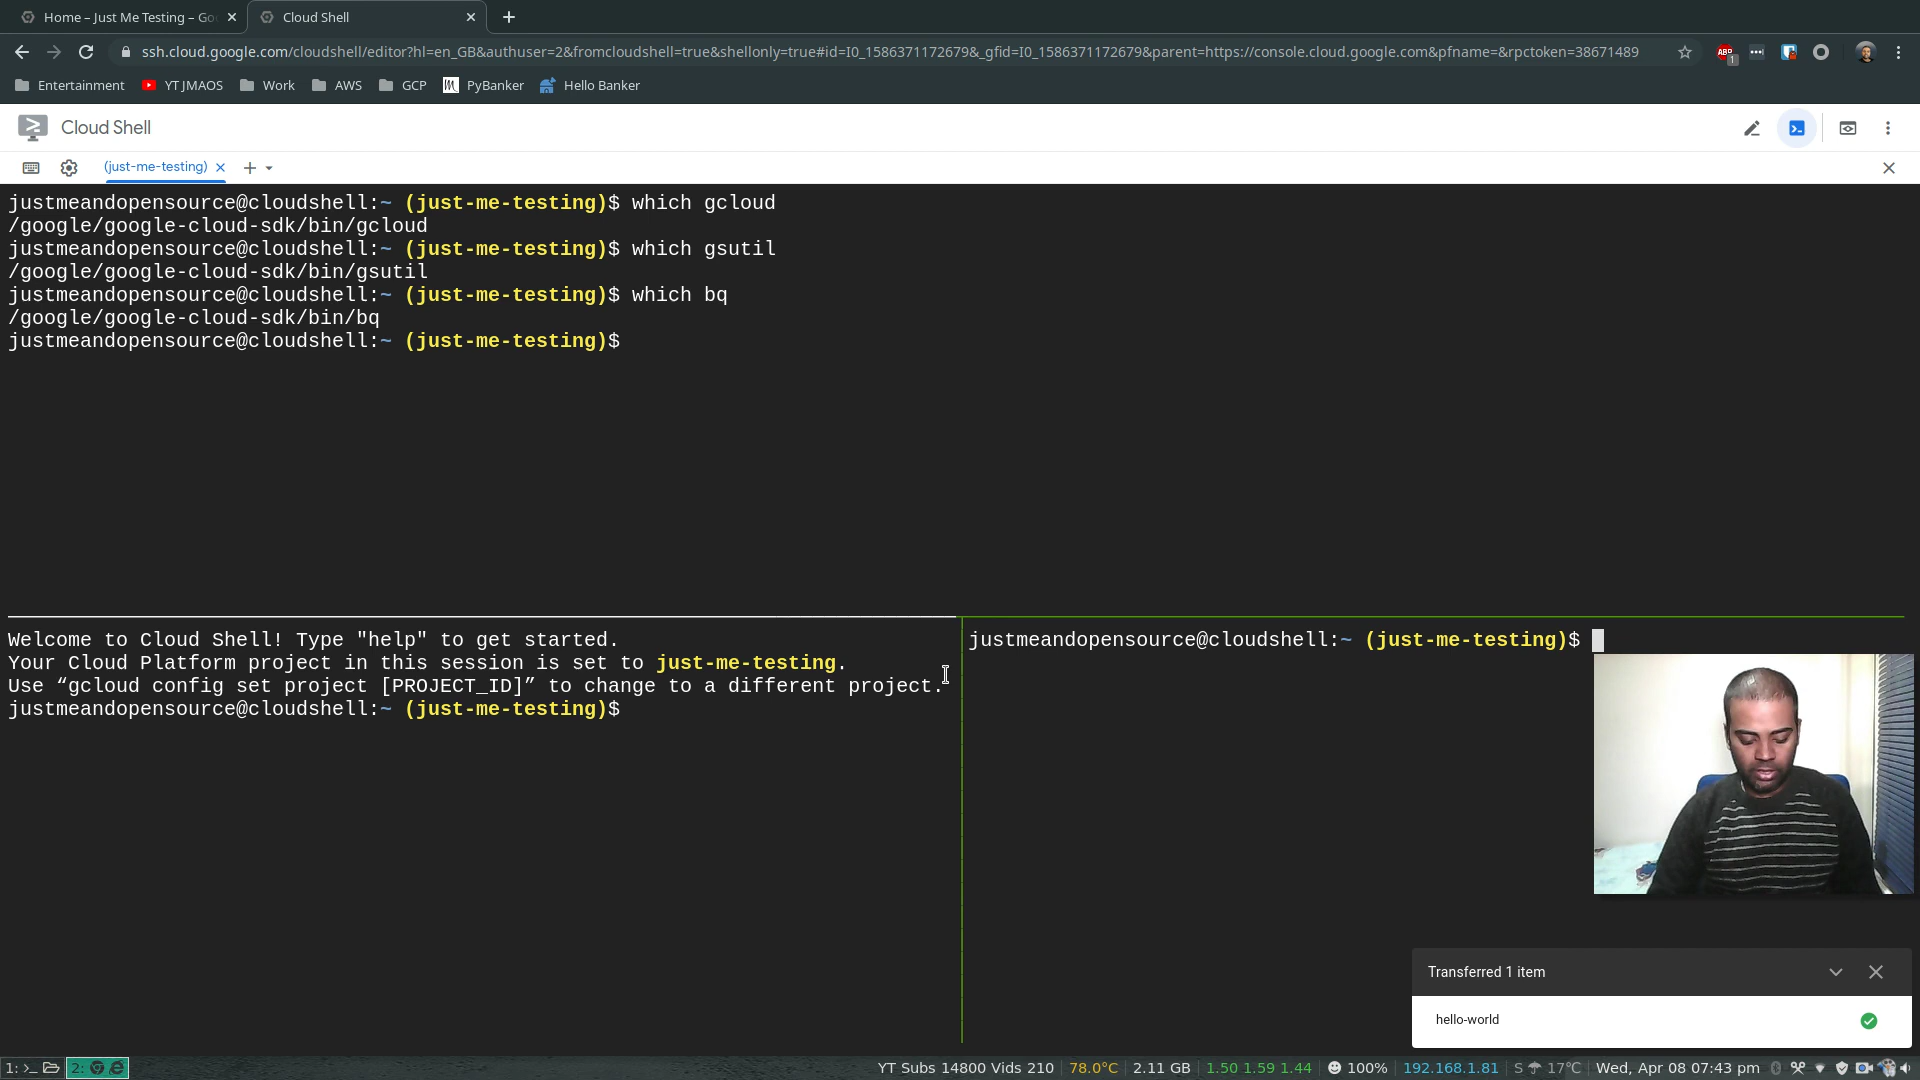 Home – Just Me Testing – Go
Cloud Shell
ssh.cloud.google.com/cloudshell/editor?hl=en_GB&authuser=2&fromcloudshell=true&shellonly=true#id=I0_1586371172679&_gfid=I0_1586371172679&parent=https://console.cloud.google.com&pfname=&rpctoken=38671489
ABP
1
Entertainment
YT JMAOS
Work
AWS
GCP
PyBanker
Hello Banker
Cloud Shell
(just-me-testing)
justmeandopensource@cloudshell:~ (just-me-testing)$ which gcloud
/google/google-cloud-sdk/bin/gcloud
justmeandopensource@cloudshell:~ (just-me-testing)$ which gsutil
/google/google-cloud-sdk/bin/gsutil
justmeandopensource@cloudshell:~ (just-me-testing)$ which bq
/google/google-cloud-sdk/bin/bq
justmeandopensource@cloudshell:~ (just-me-testing)$
Welcome to Cloud Shell! Type "help" to get started.
Your Cloud Platform project in this session is set to just-me-testing.
Use “gcloud config set project [PROJECT_ID]” to change to a different project.
justmeandopensource@cloudshell:~ (just-me-testing)$
justmeandopensource@cloudshell:~ (just-me-testing)$
Transferred 1 item
hello-world
1: >_
2:
YT Subs 14800 Vids 210 78.0°C 2.11 GB 1.50 1.59 1.44 100% 192.168.1.81 S 17°C Wed, Apr 08 07:43 pm